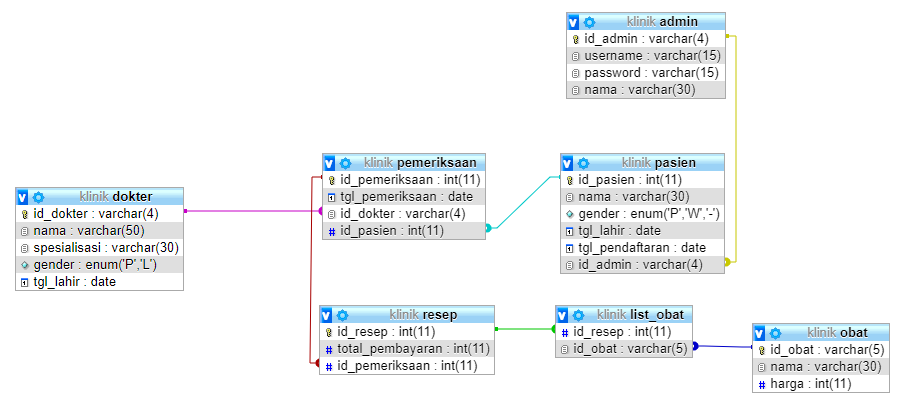 klinik admin
id_admin : varchar(4)
username : varchar(15)
password : varchar(15)
nama : varchar(30)
klinik pemeriksaan
id_pemeriksaan : int(11)
tgl_pemeriksaan : date
id_dokter : varchar(4)
id_pasien : int(11)
klinik pasien
id_pasien : int(11)
nama : varchar(30)
gender : enum('P','W','-')
tgl_lahir : date
tgl_pendaftaran : date
id_admin : varchar(4)
klinik dokter
id_dokter : varchar(4)
nama : varchar(50)
spesialisasi : varchar(30)
gender : enum('P','L')
tgl_lahir : date
klinik resep
id_resep : int(11)
total_pembayaran : int(11)
id_pemeriksaan : int(11)
klinik list_obat
id_resep : int(11)
id_obat : varchar(5)
klinik obat
id_obat : varchar(5)
nama : varchar(30)
harga : int(11)